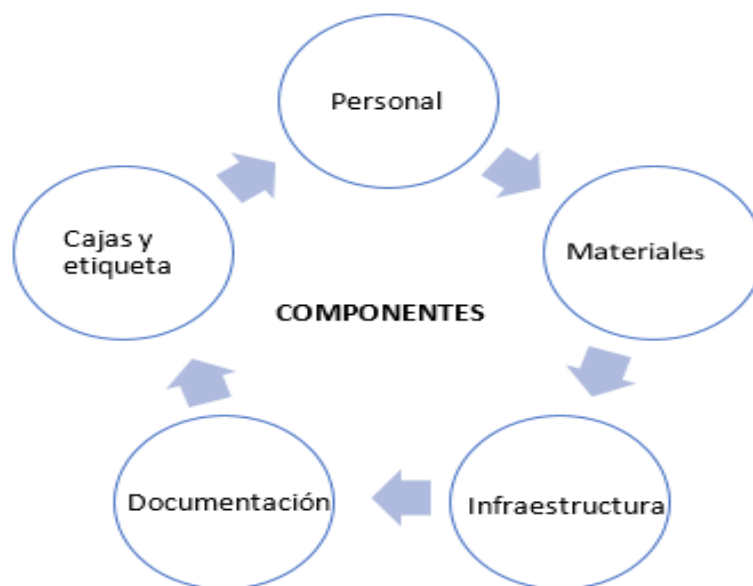 Personal
Materiales
Infraestructura
Documentación
Cajas y
etiqueta
COMPONENTES